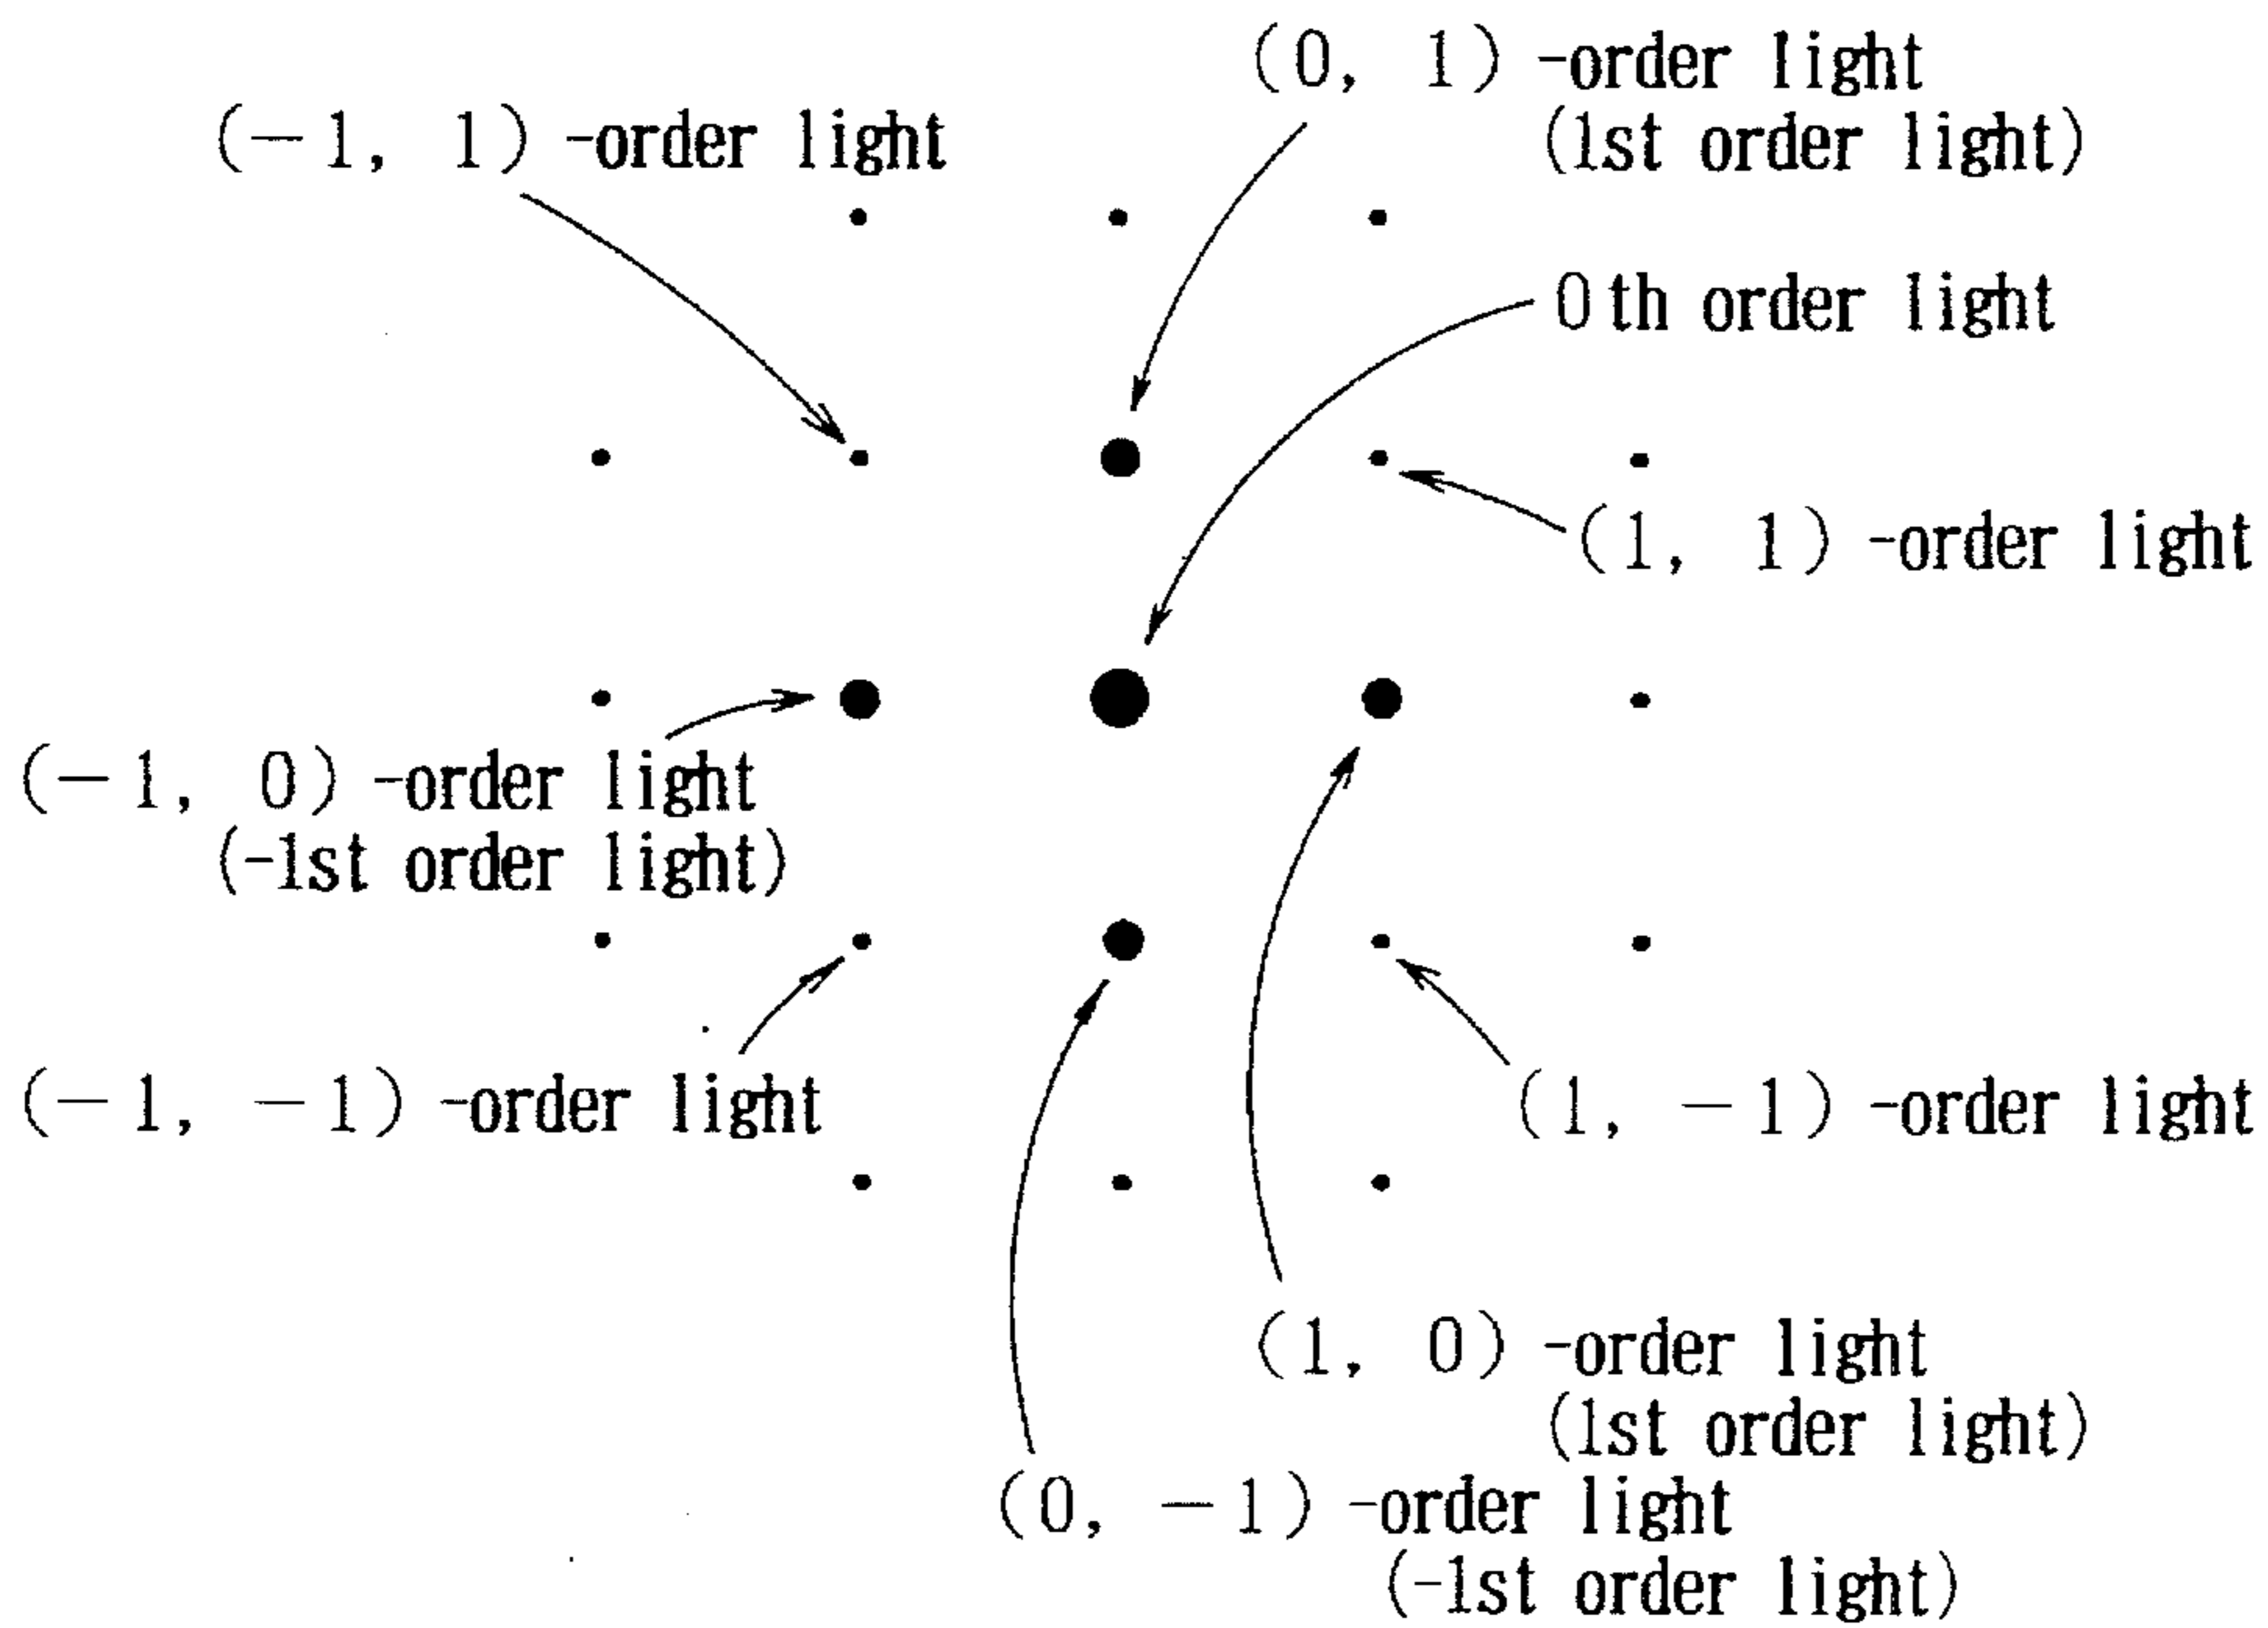 (0, 1) -order light
(1st order light)
(-1, 1) -order light
0th order light
(1, 1) -order light
(-1, 0) -order light
(-1st order light)
(-1, -1) -order light
(1, -1) -order light
(1, 0) -order light
(1st order light)
(0, -1) -order light
(-1st order light)